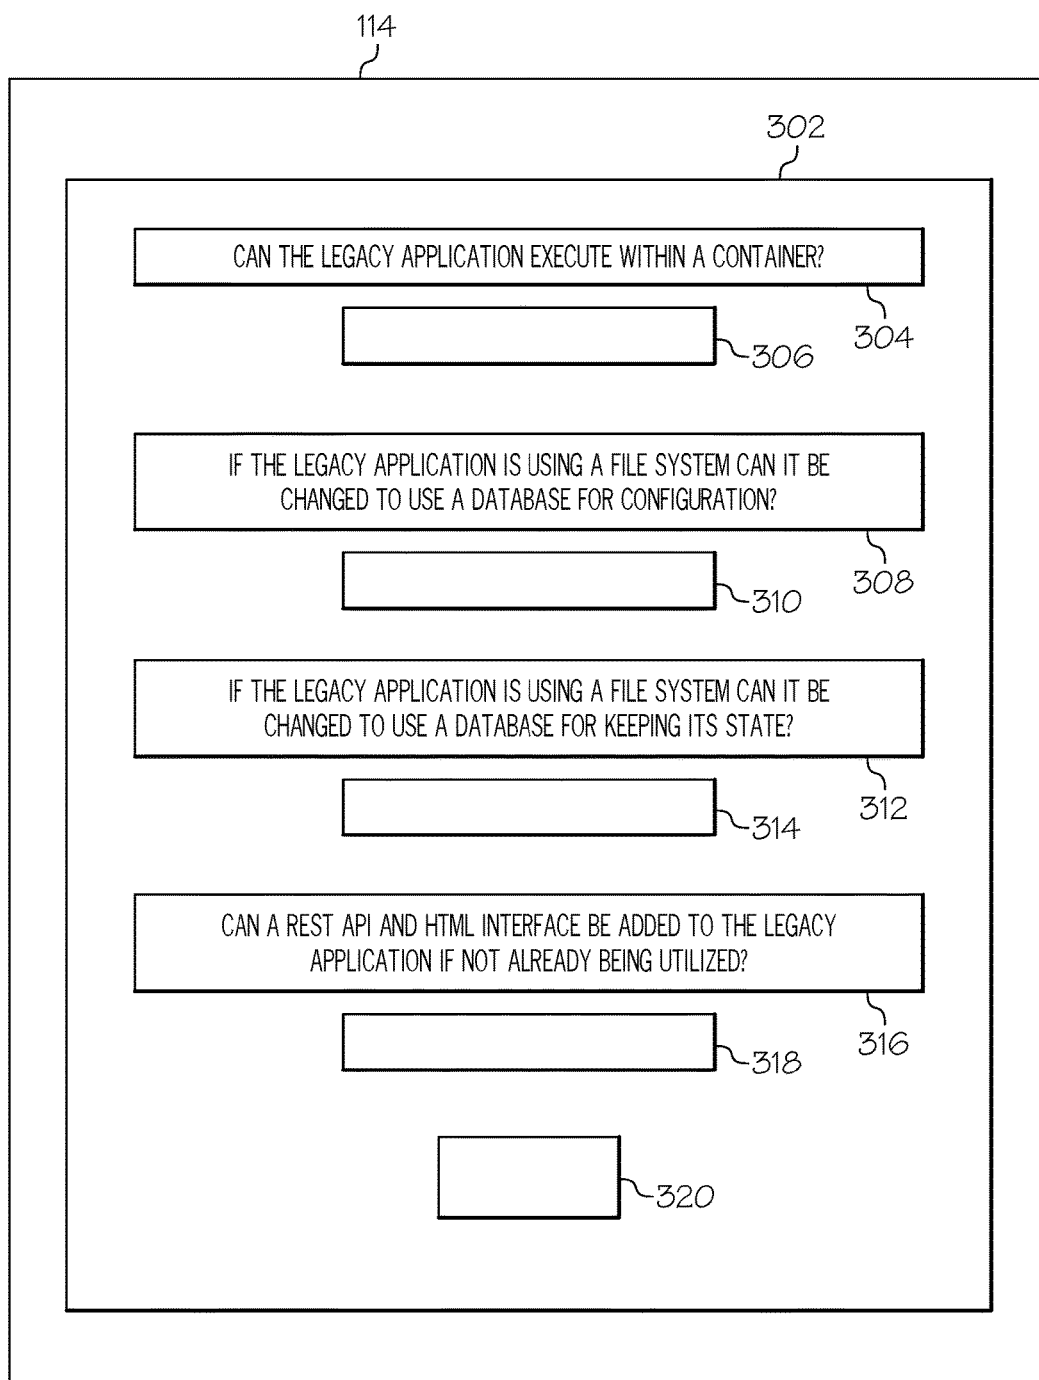 114
302
CAN THE LEGACY APPLICATION EXECUTE WITHIN A CONTAINER?
304
306
IF THE LEGACY APPLICATION IS USING A FILE SYSTEM CAN IT BE
CHANGED TO USE A DATABASE FOR CONFIGURATION?
308
310
IF THE LEGACY APPLICATION IS USING A FILE SYSTEM CAN IT BE
CHANGED TO USE A DATABASE FOR KEEPING ITS STATE?
312
314
CAN A REST API AND HTML INTERFACE BE ADDED TO THE LEGACY
APPLICATION IF NOT ALREADY BEING UTILIZED?
316
318
320